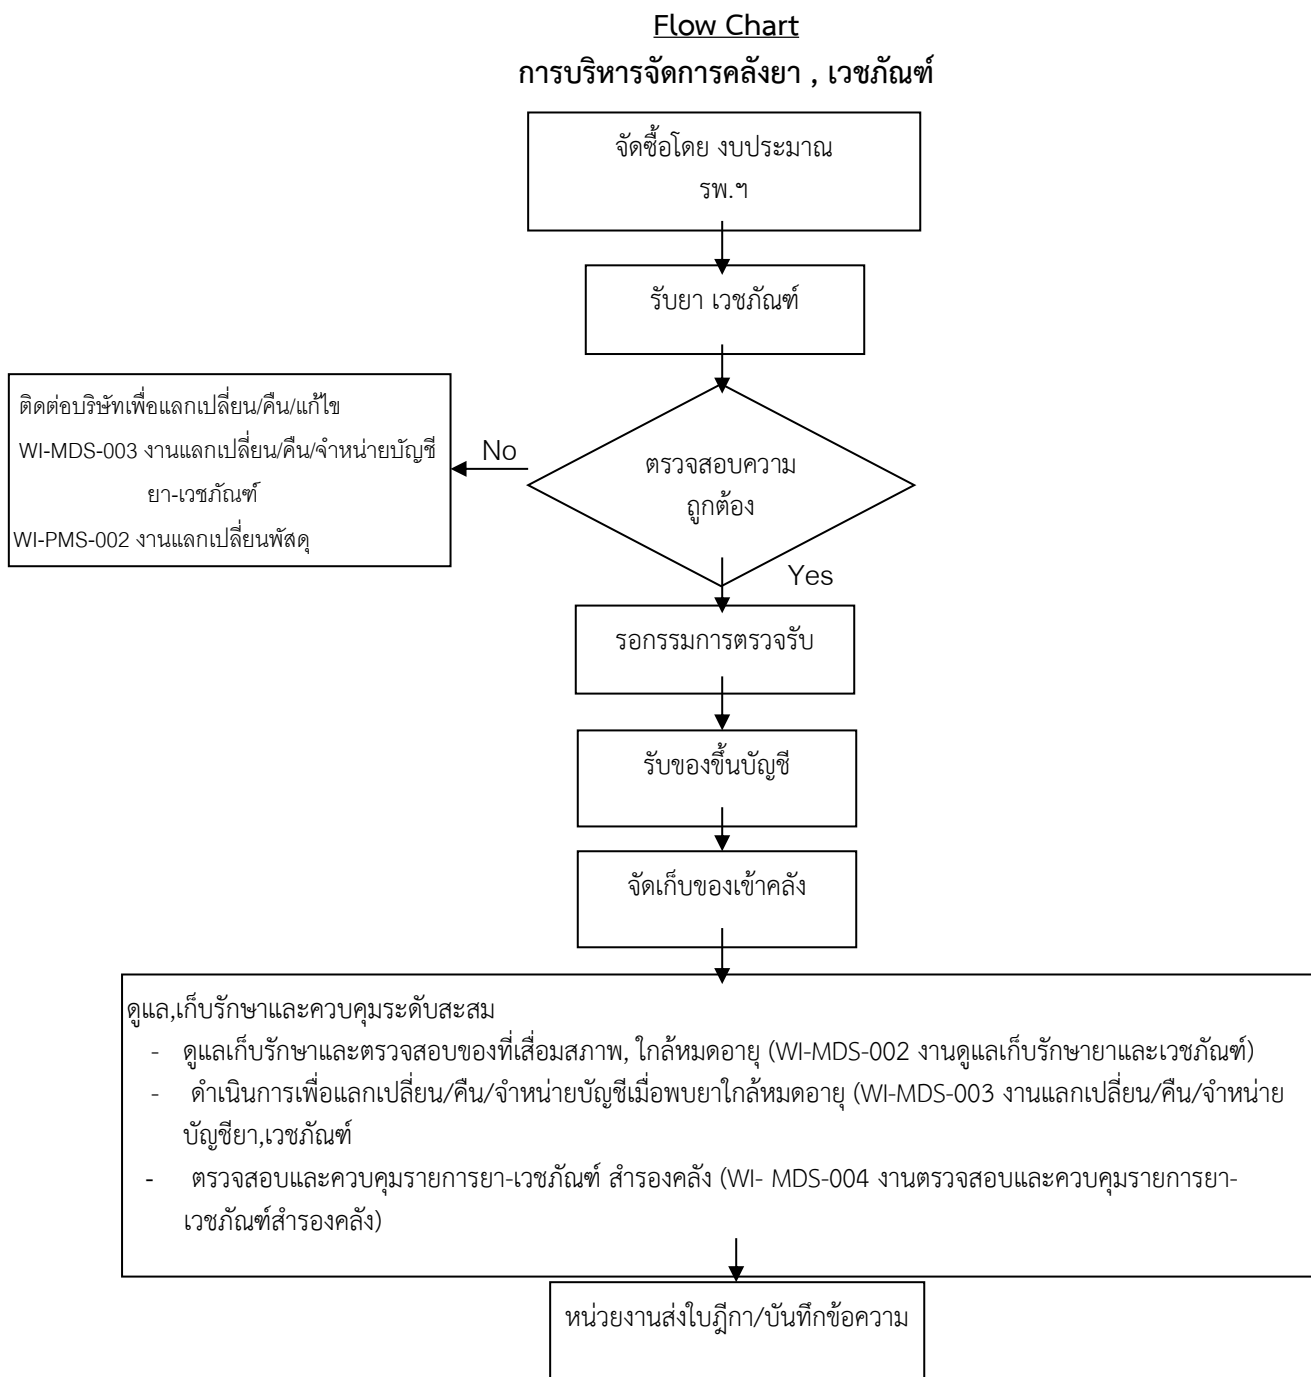 Flow Chart
การบริหารจัดการคลังยา , เวชภัณฑ์
จัดซื้อโดย งบประมาณ
รพ.ฯ
รับยา เวชภัณฑ์
ติดต่อบริษัทเพื่อแลกเปลี่ยน/คืน/แก้ไข
WI-MDS-003 งานแลกเปลี่ยน/คืน/จำหน่ายบัญชี
ยา-เวชภัณฑ์
WI-PMS-002 งานแลกเปลี่ยนพัสดุ
No
ตรวจสอบความ
ถูกต้อง
Yes
รอกรรมการตรวจรับ
รับของขึ้นบัญชี
จัดเก็บของเข้าคลัง
ดูแล,เก็บรักษาและควบคุมระดับสะสม
- ดูแลเก็บรักษาและตรวจสอบของที่เสื่อมสภาพ, ใกล้หมดอายุ (WI-MDS-002 งานดูแลเก็บรักษายาและเวชภัณฑ์)
- ดำเนินการเพื่อแลกเปลี่ยน/คืน/จำหน่ายบัญชีเมื่อพบยาใกล้หมดอายุ (WI-MDS-003 งานแลกเปลี่ยน/คืน/จำหน่าย
บัญชียา,เวชภัณฑ์
- ตรวจสอบและควบคุมรายการยา-เวชภัณฑ์ สำรองคลัง (WI- MDS-004 งานตรวจสอบและควบคุมรายการยา-
เวชภัณฑ์สำรองคลัง)
หน่วยงานส่งใบฎีกา/บันทึกข้อความ